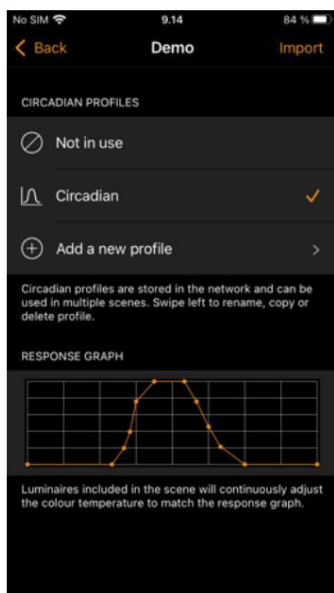 No SIM 9.14 84 %
Back Demo Import
CIRCADIAN PROFILES
Not in use
Circadian
Add a new profile
Circadian profiles are stored in the network and can be
used in multiple scenes. Swipe left to rename, copy or
delete profile.
RESPONSE GRAPH
Luminaires included in the scene will continuously adjust
the colour temperature to match the response graph.